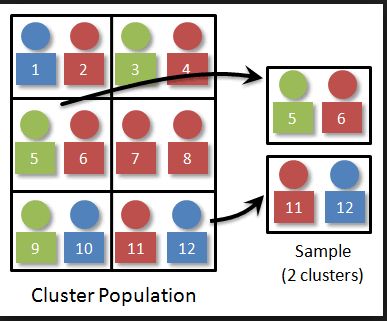 1 2 3 4
5 6 7 8
9 10 11 12
5 6
11 12
Sample
(2 clusters)
Cluster Population